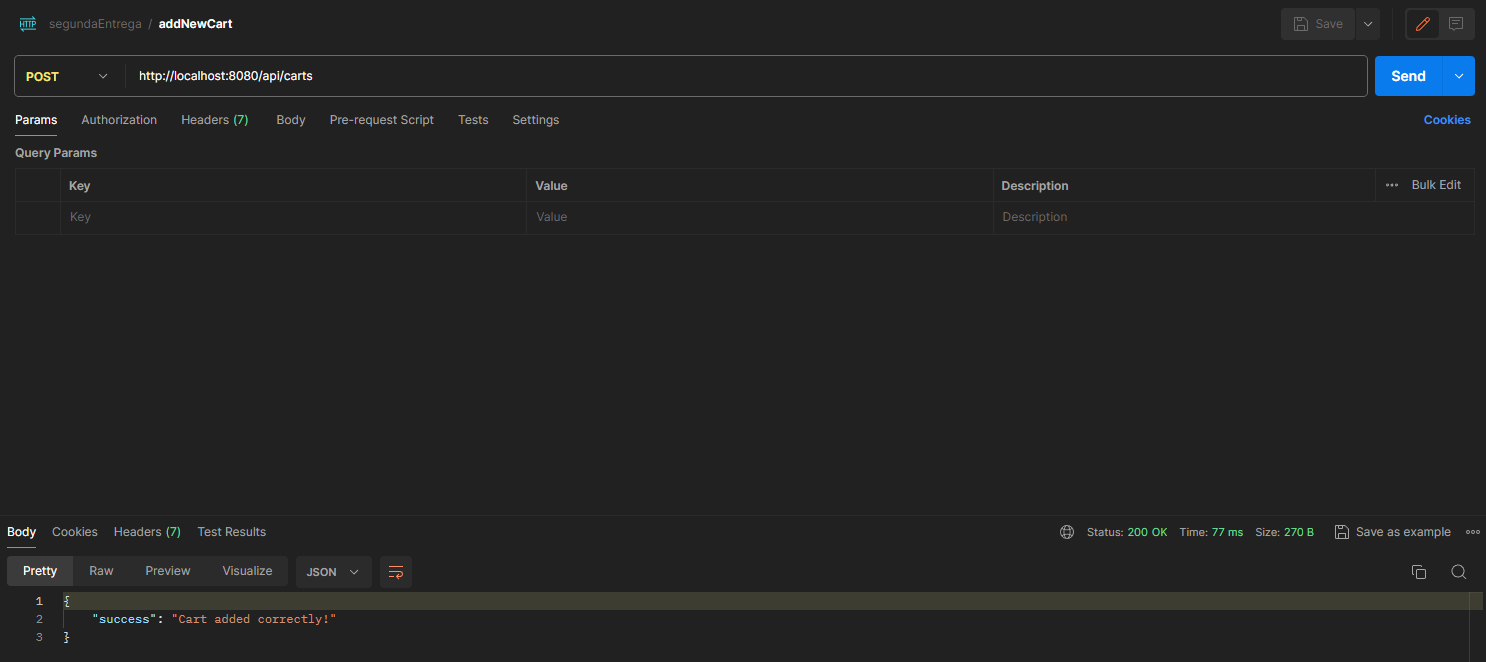 HTTP segundaEntrega / addNewCart Save
POST http://localhost:8080/api/carts Send
Params Authorization Headers (7) Body Pre-request Script Tests Settings Cookies
Query Params
Key Value Description ••• Bulk Edit
Key Value Description
Body Cookies Headers (7) Test Results Status: 200 OK Time: 77 ms Size: 270 B Save as example
Pretty Raw Preview Visualize JSON
1 {
2 "success": "Cart added correctly!"
3 }